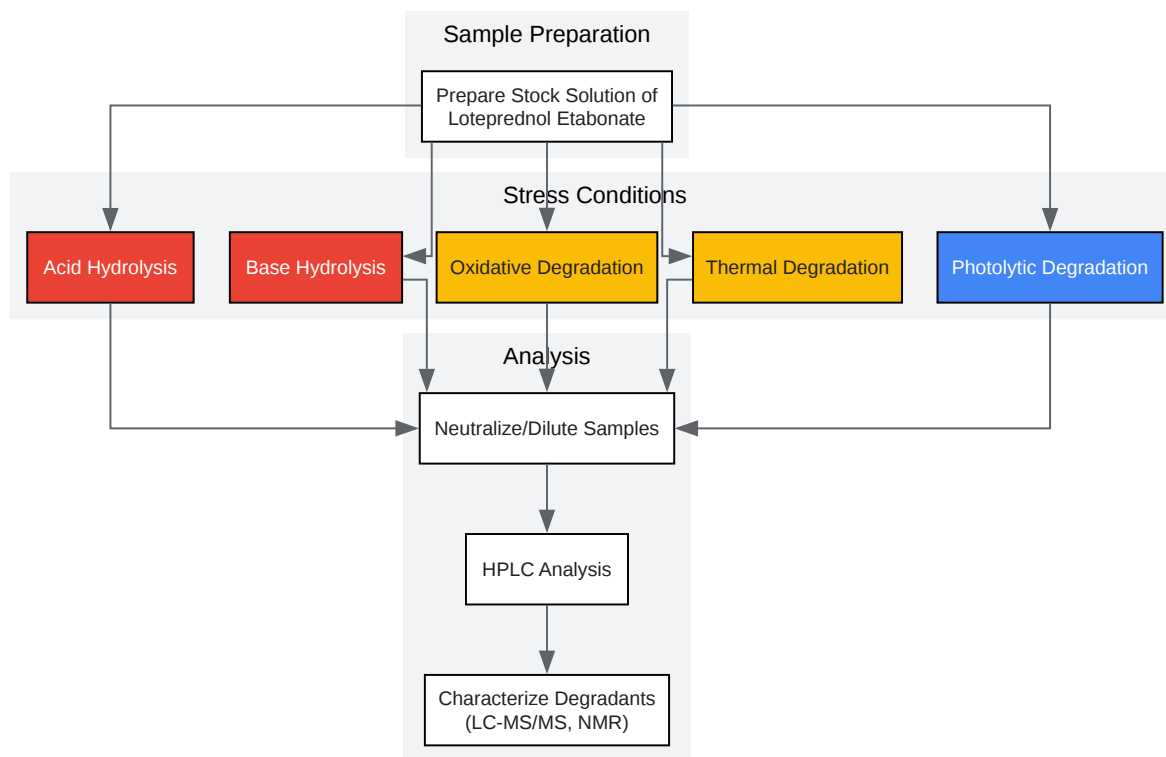 Sample Preparation
Prepare Stock Solution of
Loteprednol Etabonate
Stress Conditions
Acid Hydrolysis
Base Hydrolysis
Oxidative Degradation
Thermal Degradation
Photolytic Degradation
Analysis
Neutralize/Dilute Samples
HPLC Analysis
Characterize Degradants
(LC-MS/MS, NMR)